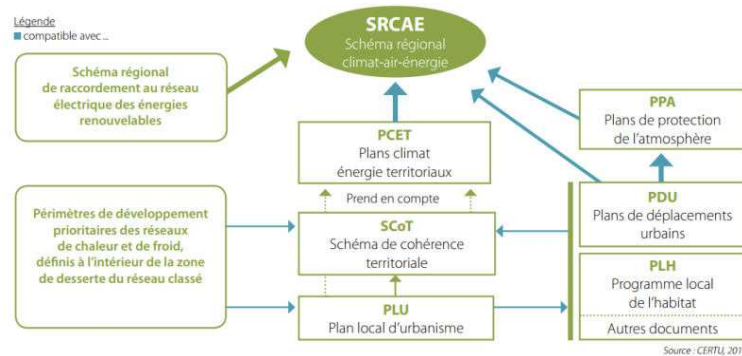 Légende
compatible avec ...
SRCAE
Schéma régional
climat-air-énergie
Schéma régional
de raccordement au réseau
électrique des énergies
renouvelables
PPA
Plans de protection
de l'atmosphère
PCET
Plans climat
énergie territoriaux
Prend en compte
PDU
Plans de déplacements
urbains
Périmètres de développement
prioritaires des réseaux
de chaleur et de froid,
définis à l'intérieur de la zone
de desserte du réseau classé
SCoT
Schéma de cohérence
territoriale
PLH
Programme local
de l'habitat
Autres documents
PLU
Plan local d'urbanisme
Source : CERTU, 201